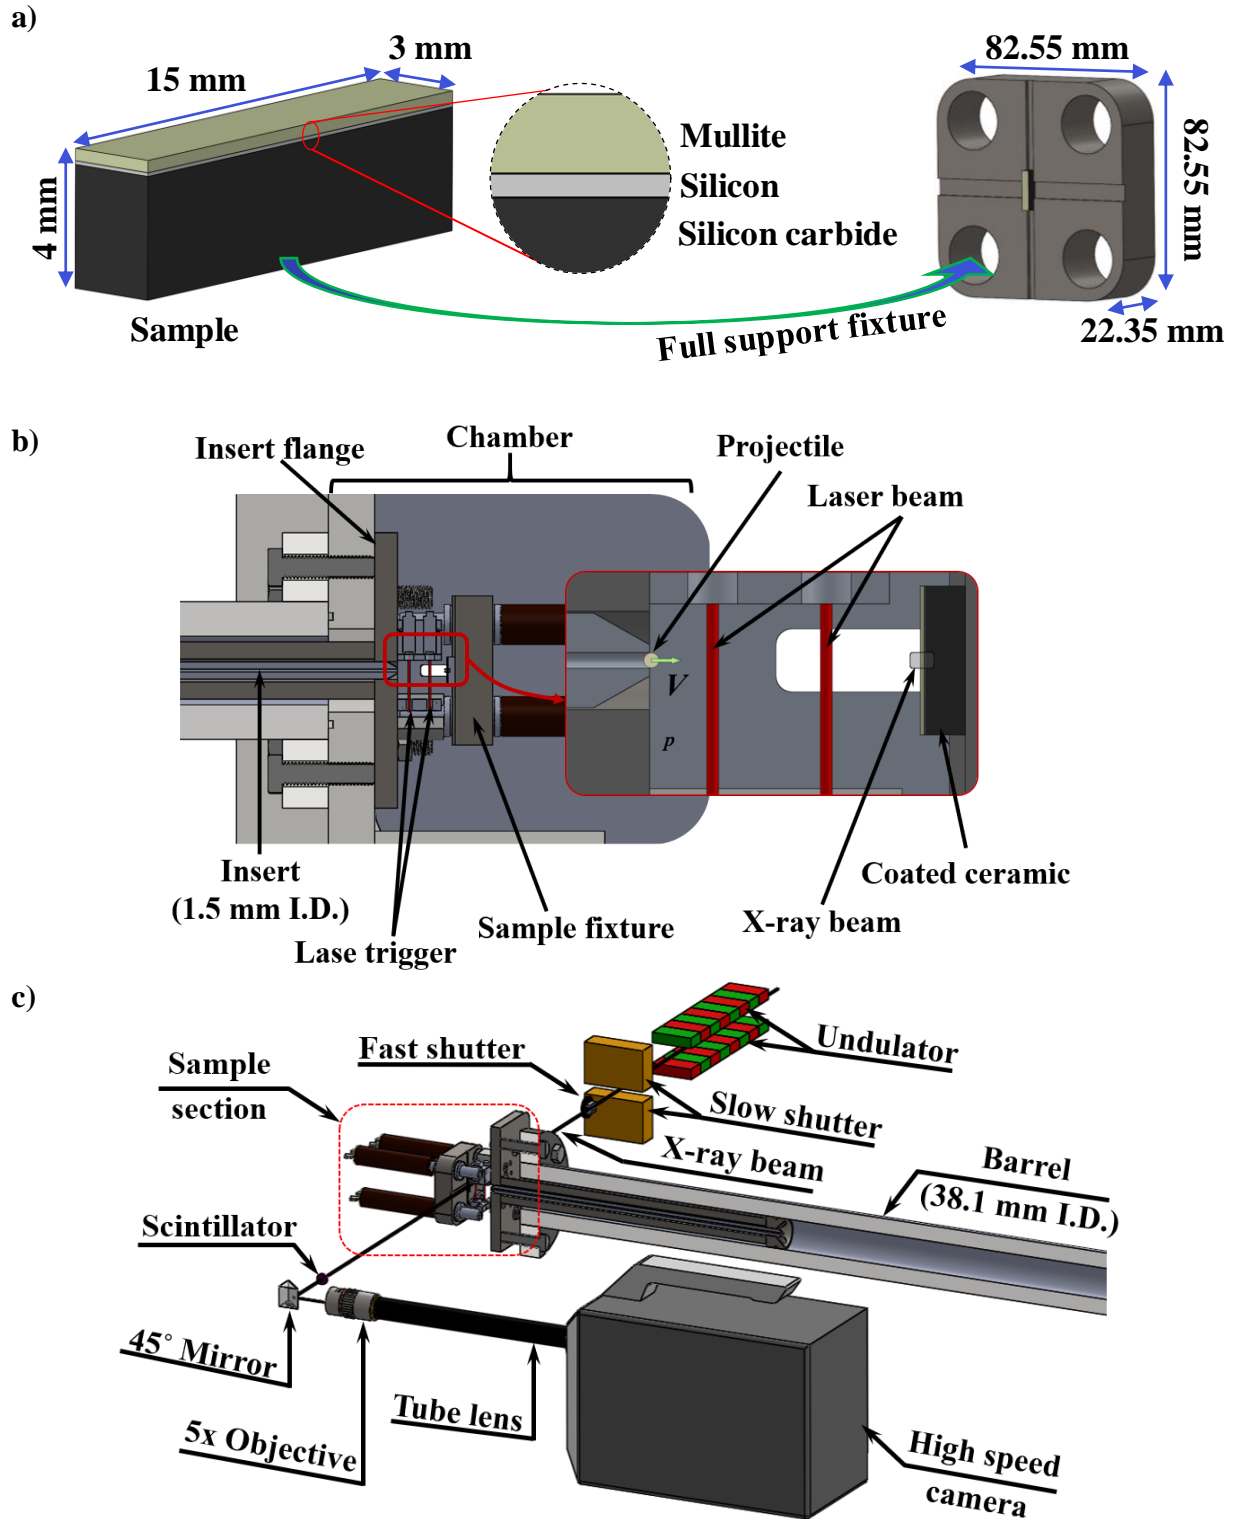 a)
3 mm
15 mm
4 mm
Mullite
Silicon
Silicon carbide
Sample
82.55 mm
82.55 mm
22.35 mm
Full support fixture
b)
Insert flange
Chamber
Projectile
Laser beam
V
p
Insert
(1.5 mm I.D.)
Lase trigger
Sample fixture
Coated ceramic
X-ray beam
c)
Sample
section
Fast shutter
Undulator
Slow shutter
X-ray beam
Barrel
(38.1 mm I.D.)
Scintillator
45° Mirror
5x Objective
Tube lens
High speed
camera